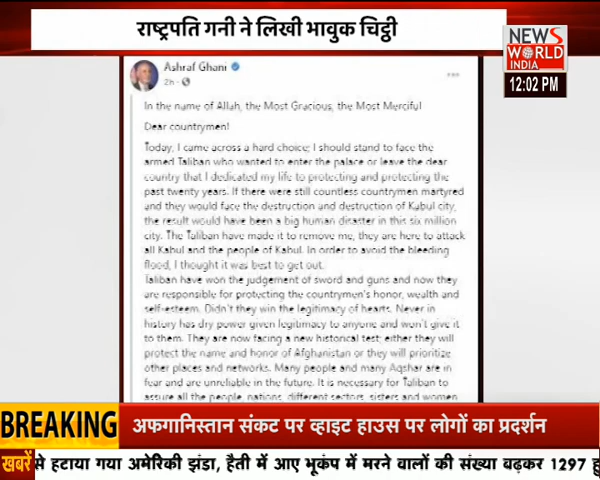 राष्ट्रपति गनी ने लिखी भावुक चिट्ठी
NEWS
WORLD
INDIA
12:02 PM
Ashraf Ghani
2h
In the name of Allah, the Most Gracious, the Most Merciful
Dear countrymen!
Today, I came across a hard choice; I should stand to face the
armed Taliban who wanted to enter the palace or leave the dear
country that I dedicated my life to protecting and protecting the
past twenty years. If there were still countless countrymen martyred
and they would face the destruction and destruction of Kabul city,
the result would have been a big human disaster in this six million
city. The Taliban have made it to remove me, they are here to attack
all Kabul and the people of Kabul. In order to avoid the bleeding
flood, I thought it was best to get out.
Taliban have won the judgement of sword and guns and now they
are responsible for protecting the countrymen's honor, wealth and
self-esteem. Didn't they win the legitimacy of hearts. Never in
history has dry power given legitimacy to anyone and won't give it
to them. They are now facing a new historical test; either they will
protect the name and honor of Afghanistan or they will prioritize
other places and networks. Many people and many Aqshar are in
fear and are unreliable in the future. It is necessary for Taliban to
assure all the people, nations, different sectors, sisters and women
BREAKING
अफगानिस्तान संकट पर व्हाइट हाउस पर लोगों का प्रदर्शन
खबरें
से हटाया गया अमेरिकी झंडा, हैती में आए भूकंप में मरने वालों की संख्या बढ़कर 1297 हु